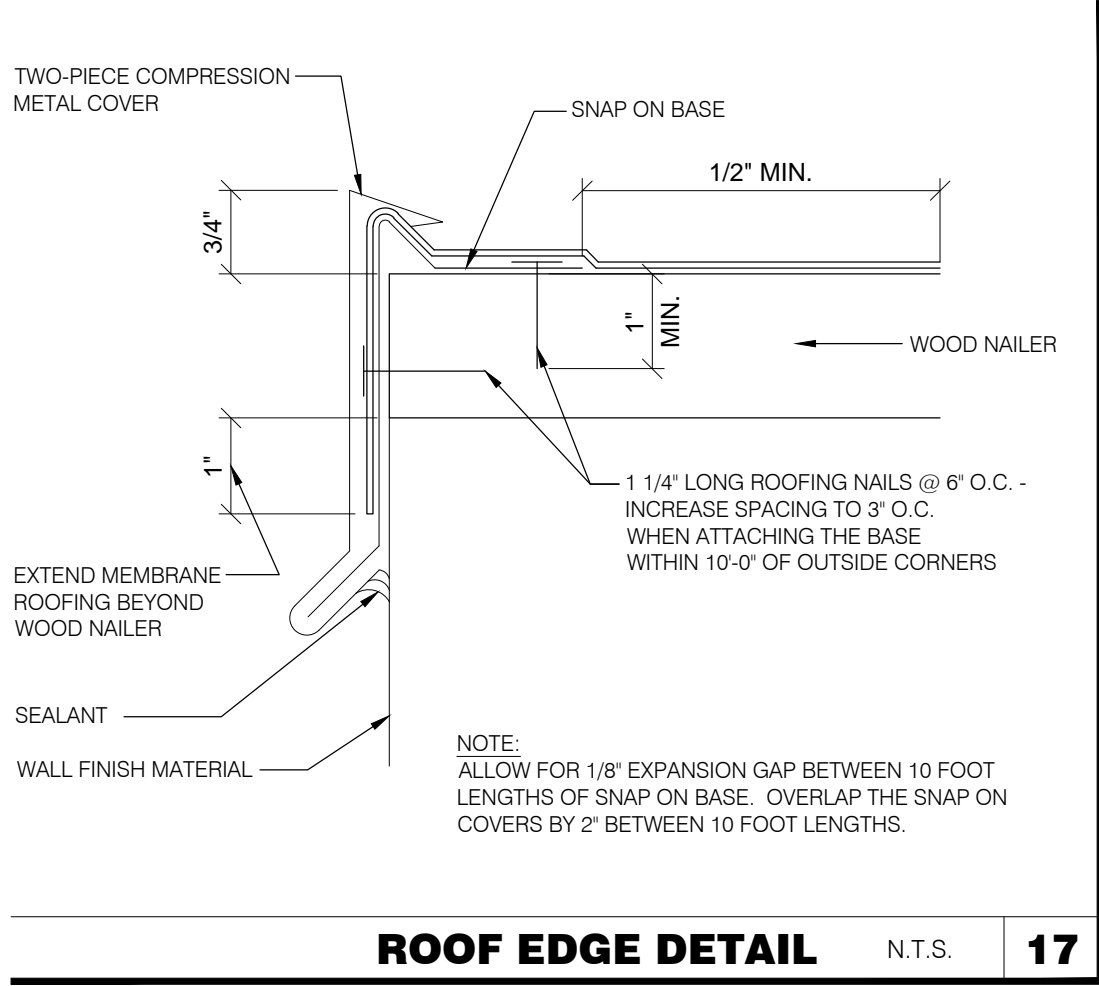 TWO-PIECE COMPRESSION
METAL COVER
SNAP ON BASE
1/2" MIN.
3/4"
1"
MIN.
WOOD NAILER
1"
1 1/4" LONG ROOFING NAILS @ 6" O.C. -
INCREASE SPACING TO 3" O.C.
WHEN ATTACHING THE BASE
WITHIN 10'-0" OF OUTSIDE CORNERS
EXTEND MEMBRANE
ROOFING BEYOND
WOOD NAILER
SEALANT
WALL FINISH MATERIAL
NOTE:
ALLOW FOR 1/8" EXPANSION GAP BETWEEN 10 FOOT
LENGTHS OF SNAP ON BASE.  OVERLAP THE SNAP ON
COVERS BY 2" BETWEEN 10 FOOT LENGTHS.
ROOF EDGE DETAIL N.T.S. 17